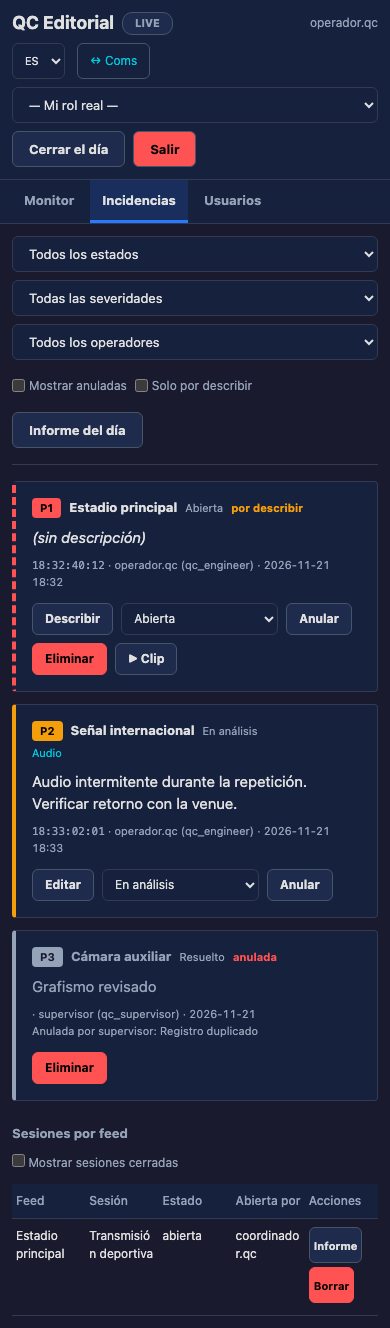 QC Editorial LIVE operador.qc
ES ↔ Coms
— Mi rol real —
Cerrar el día Salir
Monitor Incidencias Usuarios
Todos los estados
Todas las severidades
Todos los operadores
Mostrar anuladas Solo por describir
Informe del día
P1 Estadio principal Abierta por describir
(sin descripción)
18:32:40:12 · operador.qc (qc_engineer) · 2026-11-21
18:32
Describir Abierta Anular
Eliminar ▶ Clip
P2 Señal internacional En análisis
Audio
Audio intermitente durante la repetición.
Verificar retorno con la venue.
18:33:02:01 · operador.qc (qc_engineer) · 2026-11-21
18:33
Editar En análisis Anular
P3 Cámara auxiliar Resuelto anulada
Grafismo revisado
· supervisor (qc_supervisor) · 2026-11-21
Anulada por supervisor: Registro duplicado
Eliminar
Sesiones por feed
Mostrar sesiones cerradas
Feed Sesión Estado Abierta por Acciones
Estadio Transmisió abierta coordinado Informe
principal n deportiva r.qc
Borrar